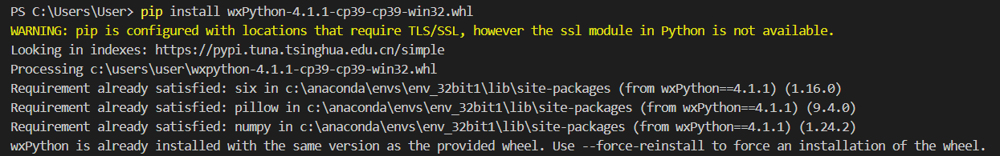 PS C:\Users\User> pip install wxPython-4.1.1-cp39-cp39-win32.whl
WARNING: pip is configured with locations that require TLS/SSL, however the ssl module in Python is not available.
Looking in indexes: https://pypi.tuna.tsinghua.edu.cn/simple
Processing c:\users\user\wxpython-4.1.1-cp39-cp39-win32.whl
Requirement already satisfied: six in c:\anaconda\envs\env_32bit1\lib\site-packages (from wxPython==4.1.1) (1.16.0)
Requirement already satisfied: pillow in c:\anaconda\envs\env_32bit1\lib\site-packages (from wxPython==4.1.1) (9.4.0)
Requirement already satisfied: numpy in c:\anaconda\envs\env_32bit1\lib\site-packages (from wxPython==4.1.1) (1.24.2)
wxPython is already installed with the same version as the provided wheel. Use --force-reinstall to force an installation of the wheel.